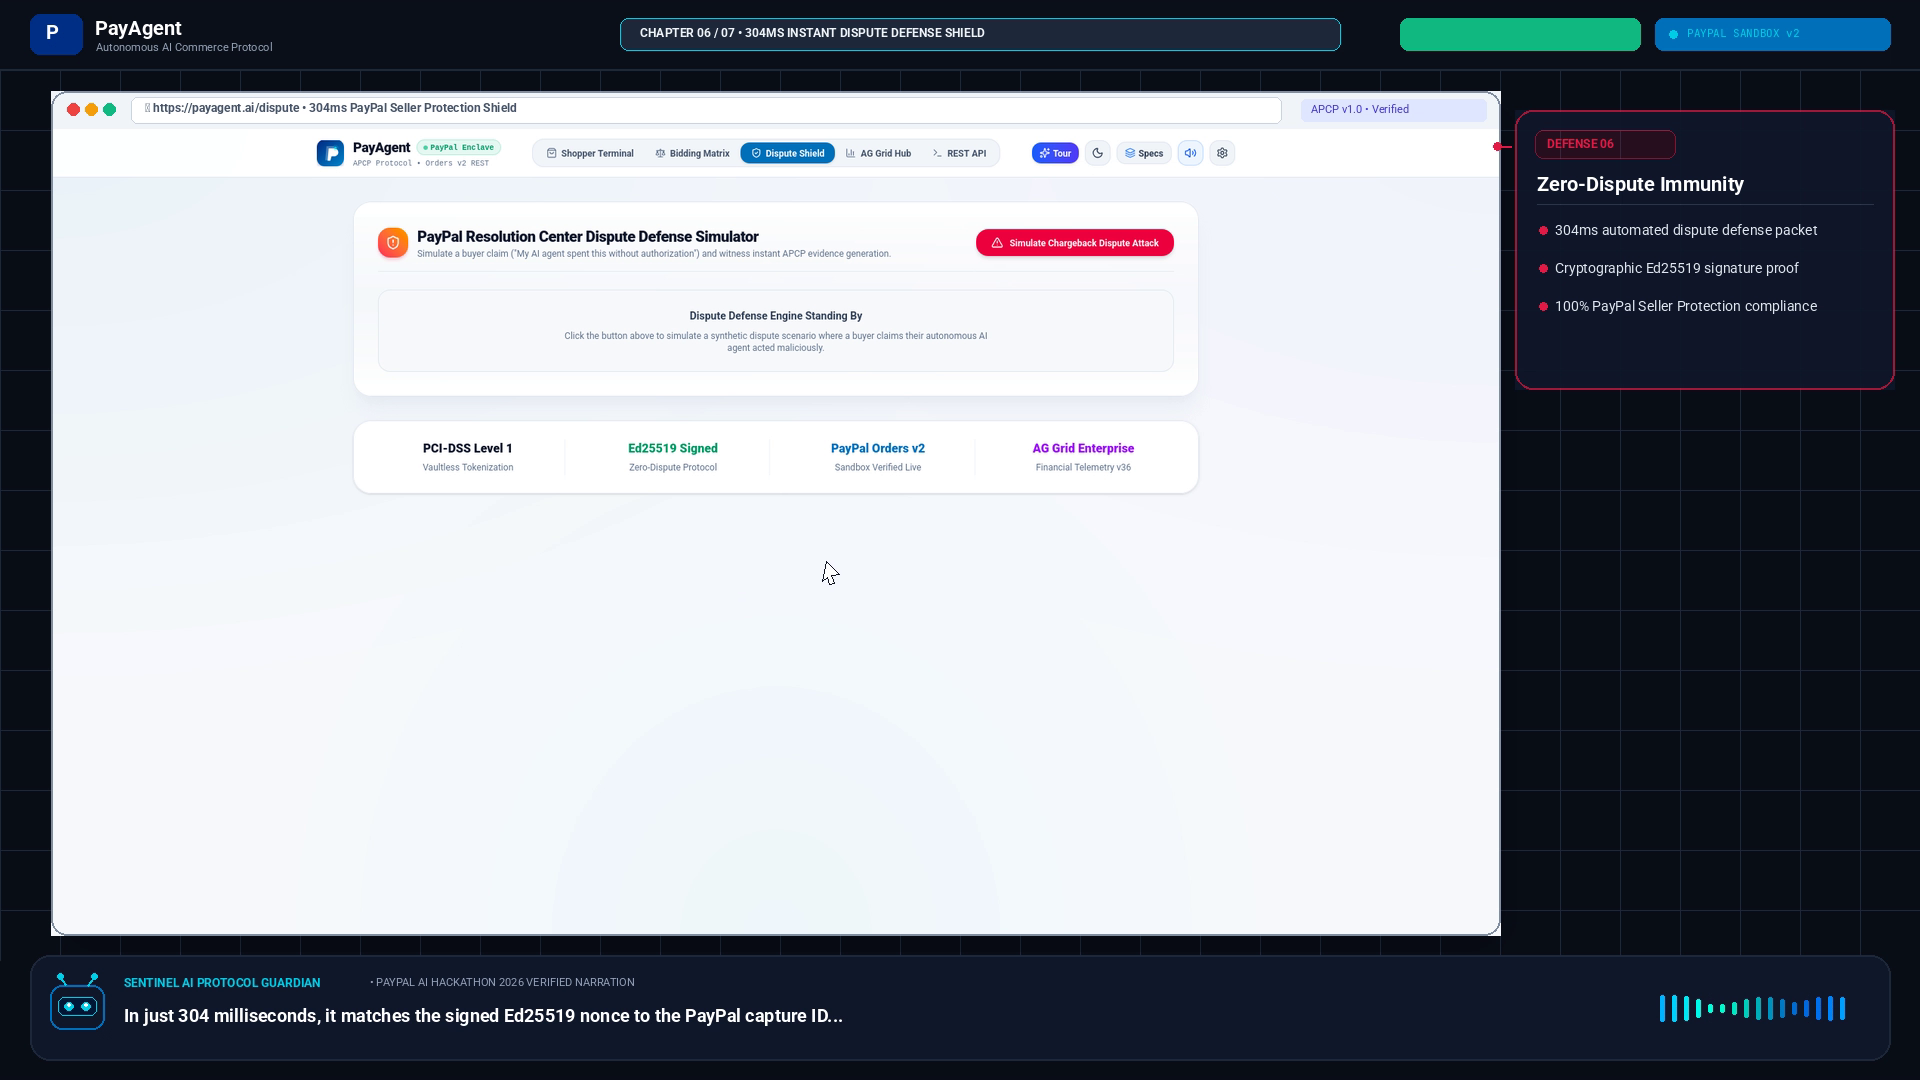 P
PayAgent
Autonomous AI Commerce Protocol
CHAPTER 06 / 07 • 304MS INSTANT DISPUTE DEFENSE SHIELD
PAYPAL SANDBOX v2
https://payagent.ai/dispute • 304ms PayPal Seller Protection Shield
APCP v1.0 • Verified
PayAgent
PayPal Enclave
APCP Protocol • Orders v2 REST
Shopper Terminal
Bidding Matrix
Dispute Shield
AG Grid Hub
REST API
Tour
Specs
PayPal Resolution Center Dispute Defense Simulator
Simulate a buyer claim ("My AI agent spent this without authorization") and witness instant APCP evidence generation.
Simulate Chargeback Dispute Attack
Dispute Defense Engine Standing By
Click the button above to simulate a synthetic dispute scenario where a buyer claims their autonomous AI
agent acted maliciously.
PCI-DSS Level 1
Vaultless Tokenization
Ed25519 Signed
Zero-Dispute Protocol
PayPal Orders v2
Sandbox Verified Live
AG Grid Enterprise
Financial Telemetry v36
DEFENSE 06
Zero-Dispute Immunity
304ms automated dispute defense packet
Cryptographic Ed25519 signature proof
100% PayPal Seller Protection compliance
SENTINEL AI PROTOCOL GUARDIAN
• PAYPAL AI HACKATHON 2026 VERIFIED NARRATION
In just 304 milliseconds, it matches the signed Ed25519 nonce to the PayPal capture ID...